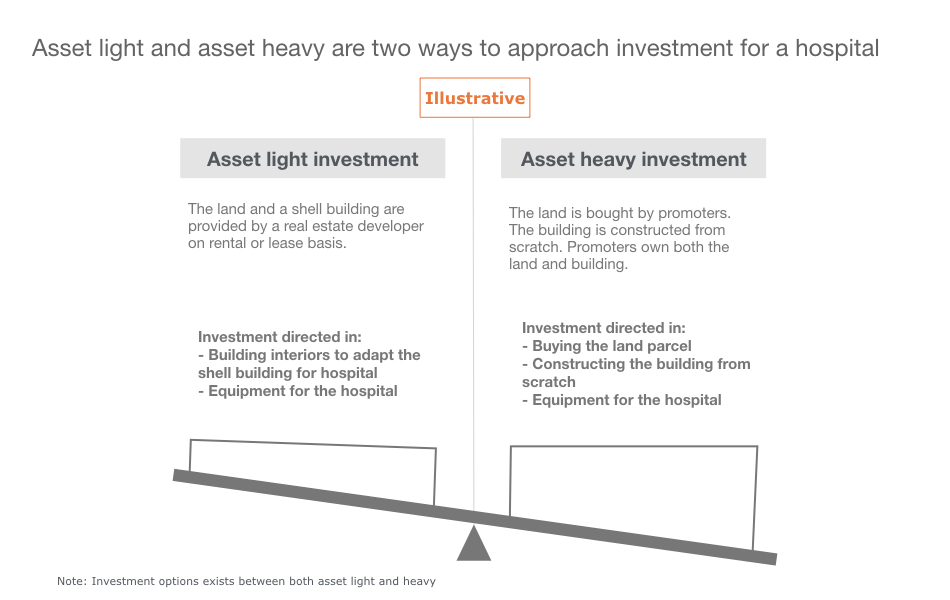 Asset light and asset heavy are two ways to approach investment for a hospital
Illustrative
Asset light investment
The land and a shell building are
provided by a real estate developer
on rental or lease basis.
Investment directed in:
- Building interiors to adapt the
shell building for hospital
- Equipment for the hospital
Asset heavy investment
The land is bought by promoters.
The building is constructed from
scratch. Promoters own both the
land and building.
Investment directed in:
- Buying the land parcel
- Constructing the building from
scratch
- Equipment for the hospital
Note: Investment options exists between both asset light and heavy